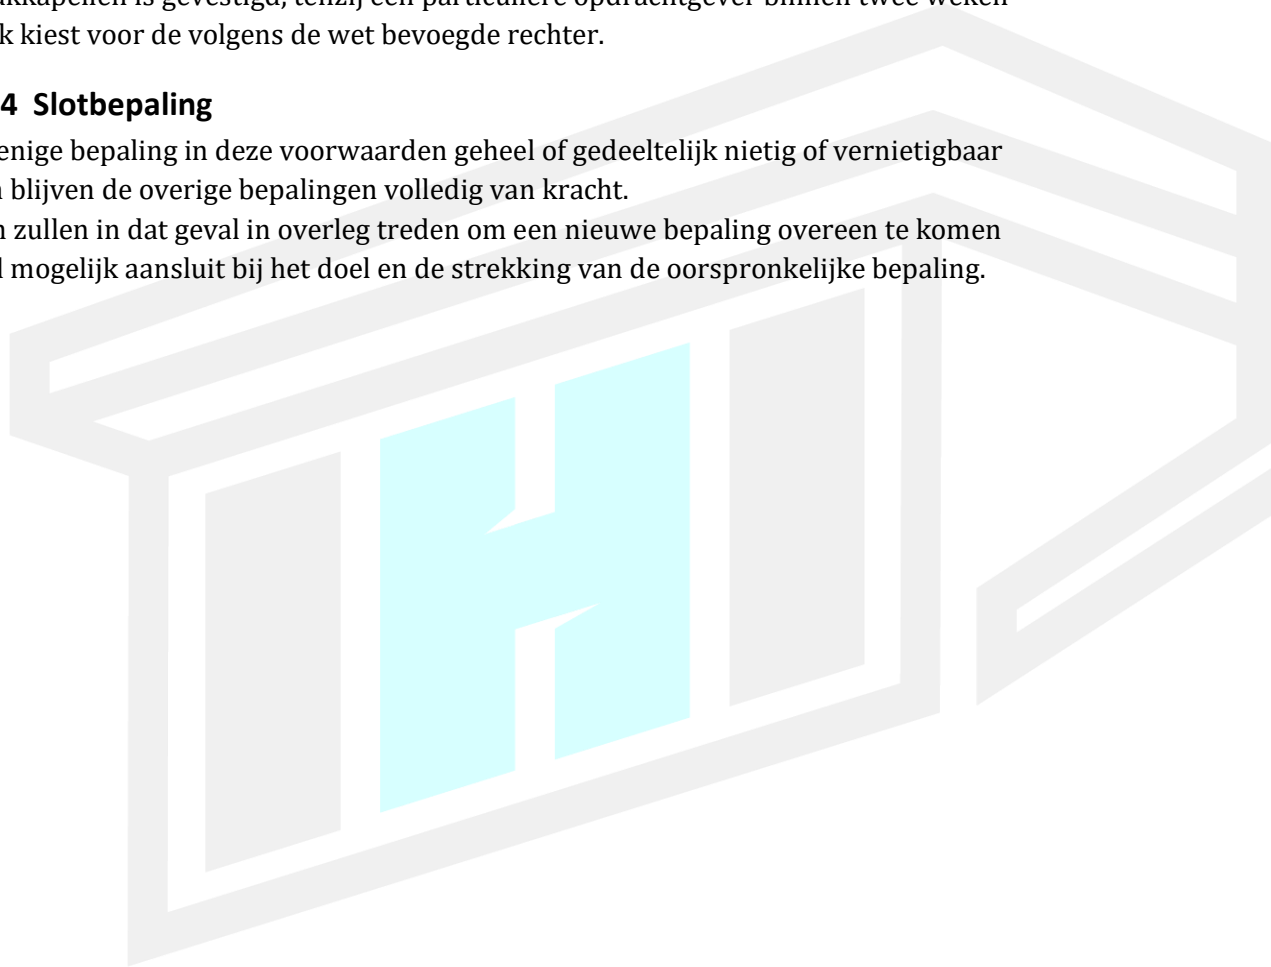 akkapellen is gevestigd, tenzij een particuliere opdrachtgever binnen twee weken
k kiest voor de volgens de wet bevoegde rechter.
4 Slotbepaling
enige bepaling in deze voorwaarden geheel of gedeeltelijk nietig of vernietigbaar
n blijven de overige bepalingen volledig van kracht.
n zullen in dat geval in overleg treden om een nieuwe bepaling overeen te komen
l mogelijk aansluit bij het doel en de strekking van de oorspronkelijke bepaling.
H